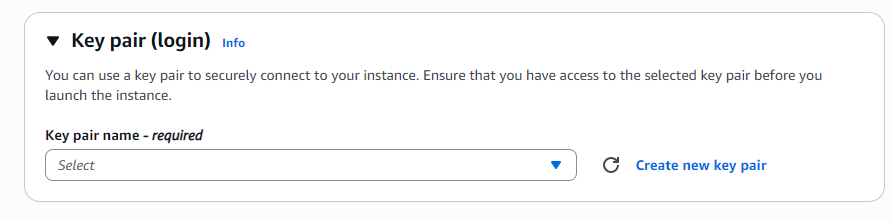 Key pair (login) Info
You can use a key pair to securely connect to your instance. Ensure that you have access to the selected key pair before you
launch the instance.
Key pair name - required
Select
Create new key pair